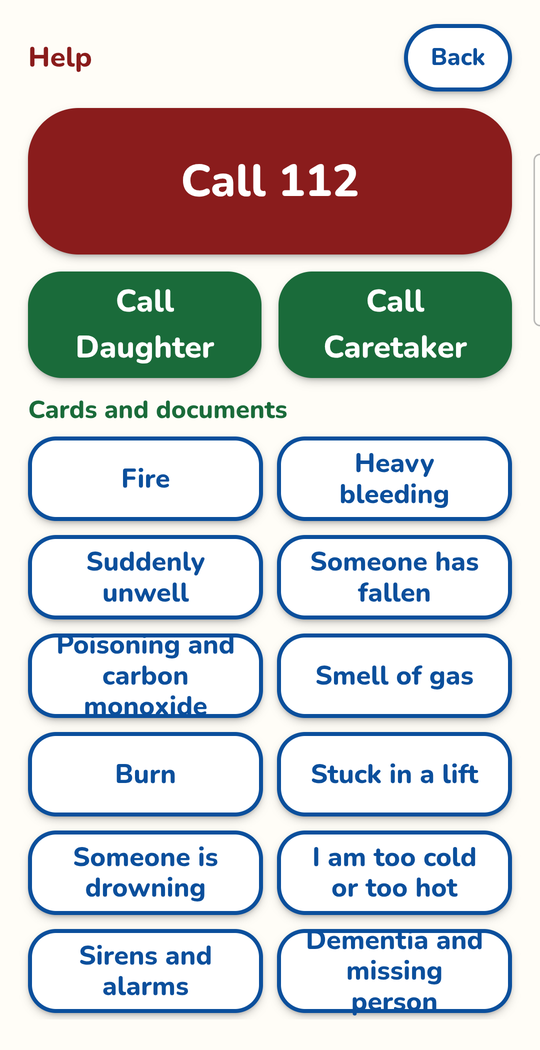 Help
Back
Call 112
Call
Daughter
Call
Caretaker
Cards and documents
Fire
Heavy
bleeding
Suddenly
unwell
Someone has
fallen
Poisoning and
carbon
monoxide
Smell of gas
Burn
Stuck in a lift
Someone is
drowning
I am too cold
or too hot
Sirens and
alarms
Dementia and
missing
person